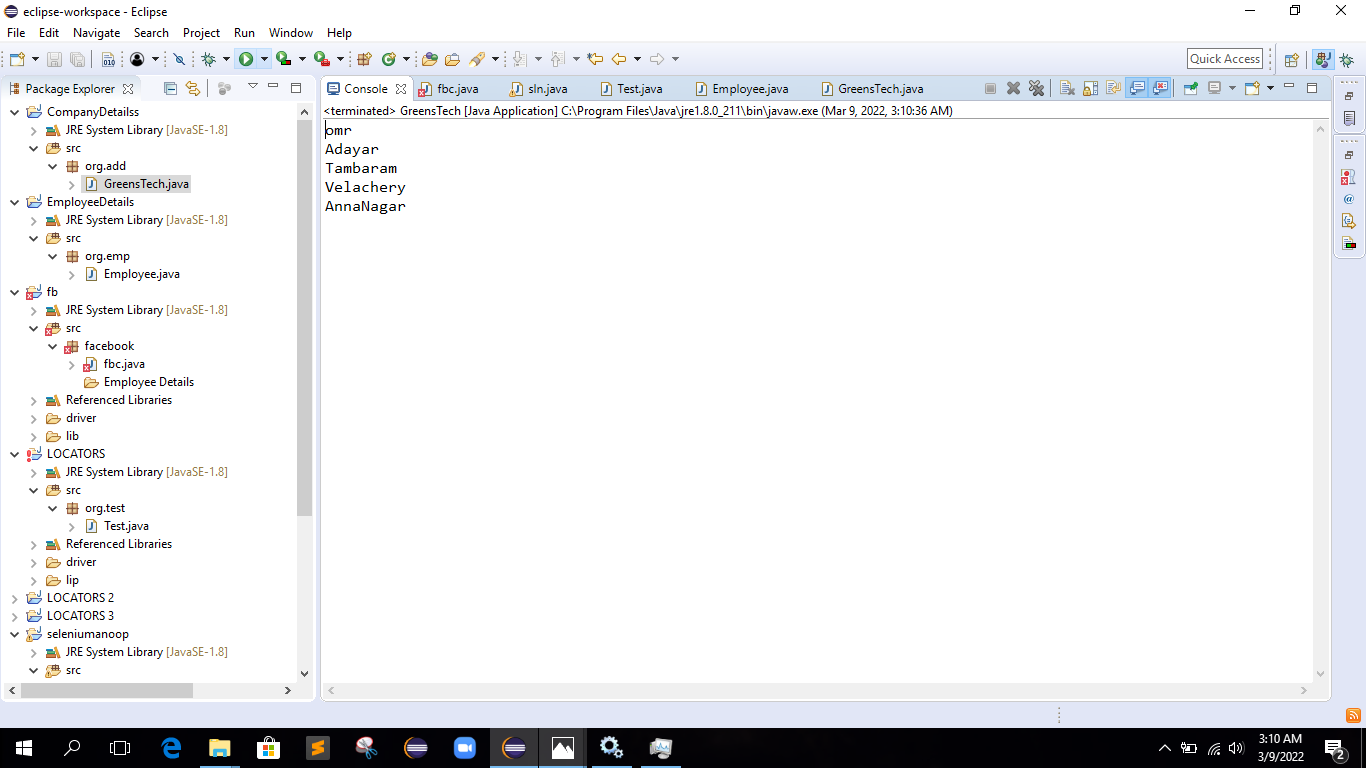 eclipse-workspace - Eclipse
File Edit Navigate Search Project Run Window Help
Quick Access
Package Explorer
Console fbc.java sln.java Test.java Employee.java GreensTech.java
<terminated> GreensTech [Java Application] C:\Program Files\Java\jre1.8.0_211\bin\javaw.exe (Mar 9, 2022, 3:10:36 AM)
CompanyDetailss
JRE System Library [JavaSE-1.8]
src
org.add
GreensTech.java
EmployeeDetails
JRE System Library [JavaSE-1.8]
src
org.emp
Employee.java
fb
JRE System Library [JavaSE-1.8]
src
facebook
fbc.java
Employee Details
Referenced Libraries
driver
lib
LOCATORS
JRE System Library [JavaSE-1.8]
src
org.test
Test.java
Referenced Libraries
driver
lip
LOCATORS 2
LOCATORS 3
seleniumanoop
JRE System Library [JavaSE-1.8]
src
omr
Adayar
Tambaram
Velachery
AnnaNagar
3:10 AM
3/9/2022
2